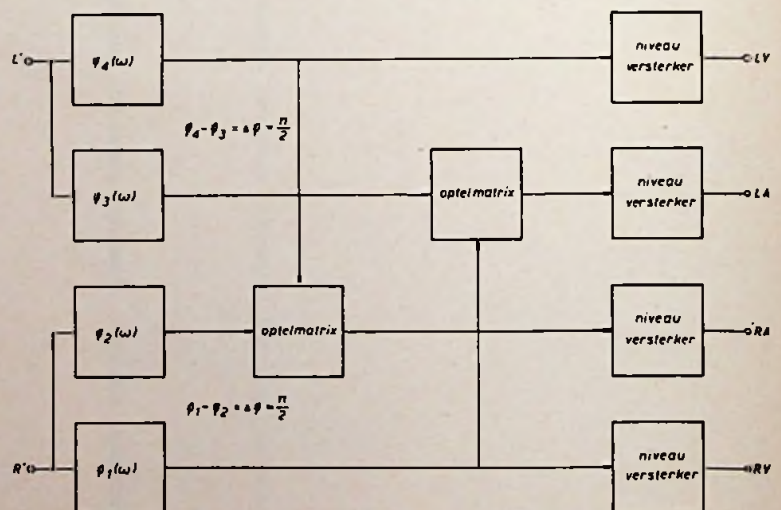 L'
φ₄(ω)
niveau
versterker
LV
φ₄-φ₃ = Δφ = π/2
φ₃(ω)
optelmatrix
niveau
versterker
LA
φ₂(ω)
optelmatrix
niveau
versterker
RA
φ₁-φ₂ = Δφ = π/2
R'
φ₁(ω)
niveau
versterker
RV